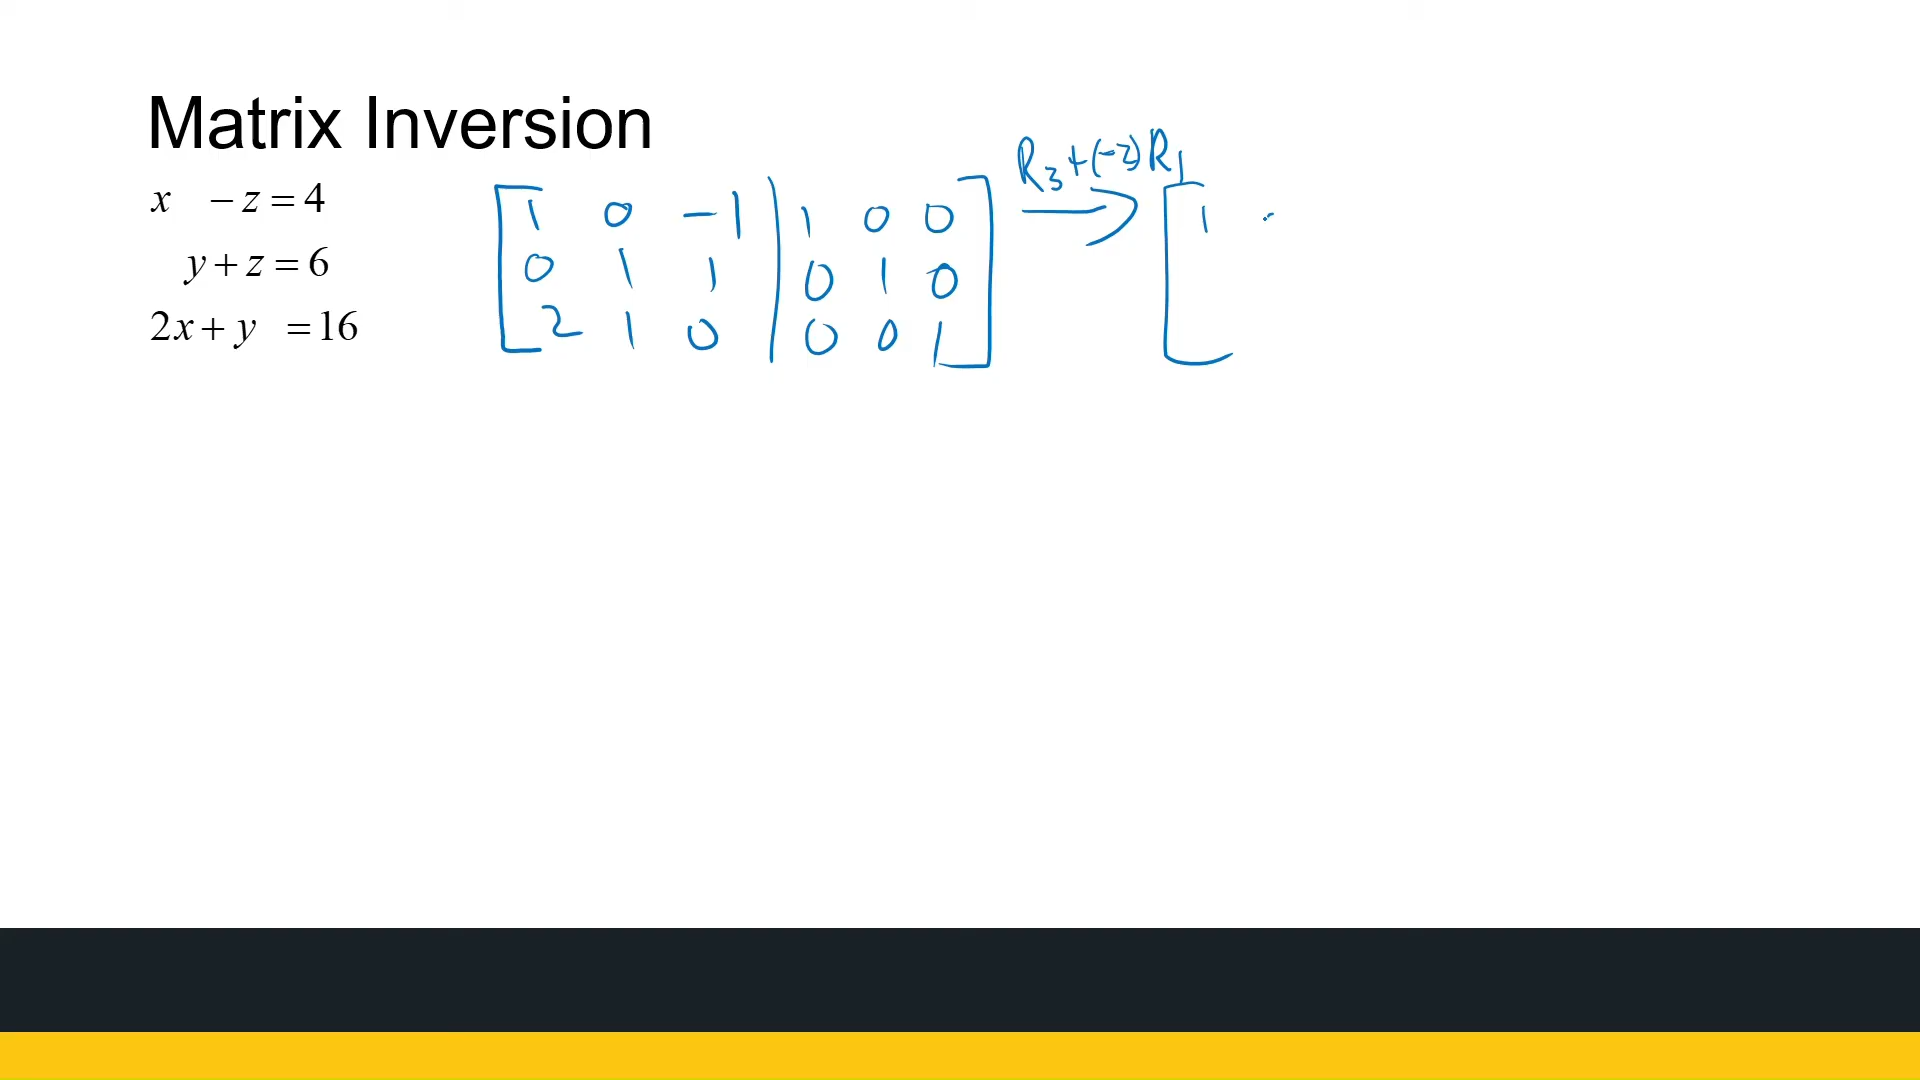 Matrix Inversion
x - z = 4
y + z = 6
2x + y = 16
R3+(-2)R1
1 0 -1 | 1 0 0
0 1 1 | 0 1 0
2 1 0 | 0 0 1
1